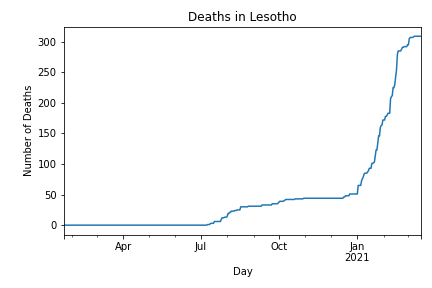 Deaths in Lesotho
300
250
200
150
100
50
0
Number of Deaths
Apr
Jul
Oct
Jan
2021
Day